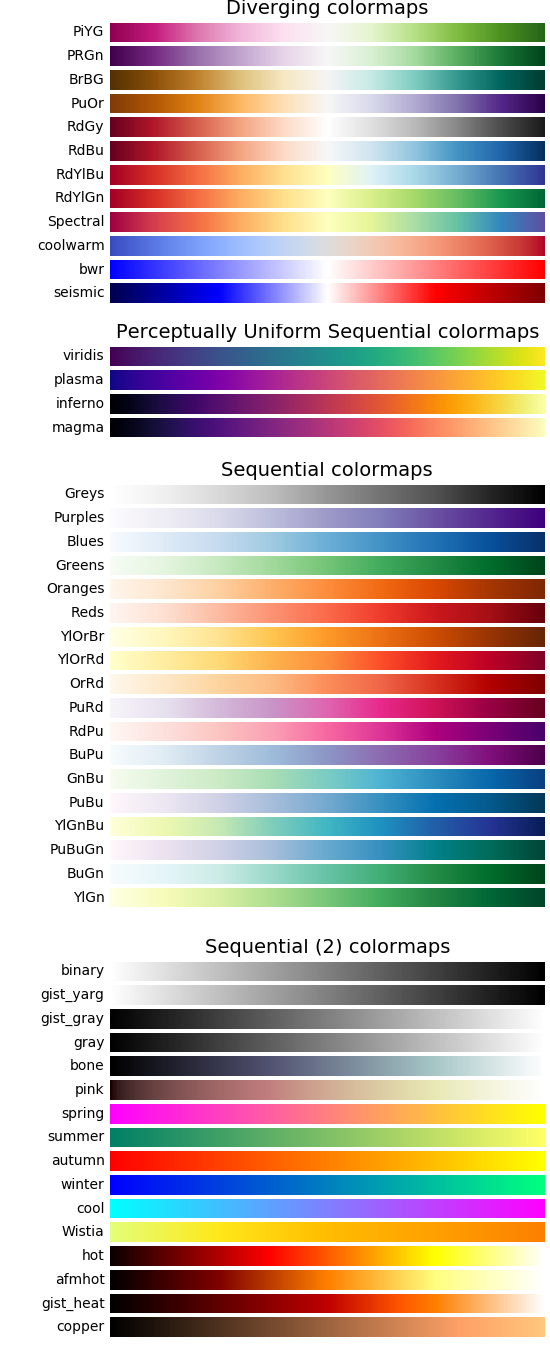 Diverging colormaps
PiYG
PRGn
BrBG
PuOr
RdGy
RdBu
RdYlBu
RdYlGn
Spectral
coolwarm
bwr
seismic
Perceptually Uniform Sequential colormaps
viridis
plasma
inferno
magma
Sequential colormaps
Greys
Purples
Blues
Greens
Oranges
Reds
YlOrBr
YlOrRd
OrRd
PuRd
RdPu
BuPu
GnBu
PuBu
YlGnBu
PuBuGn
BuGn
YlGn
Sequential (2) colormaps
binary
gist_yarg
gist_gray
gray
bone
pink
spring
summer
autumn
winter
cool
Wistia
hot
afmhot
gist_heat
copper